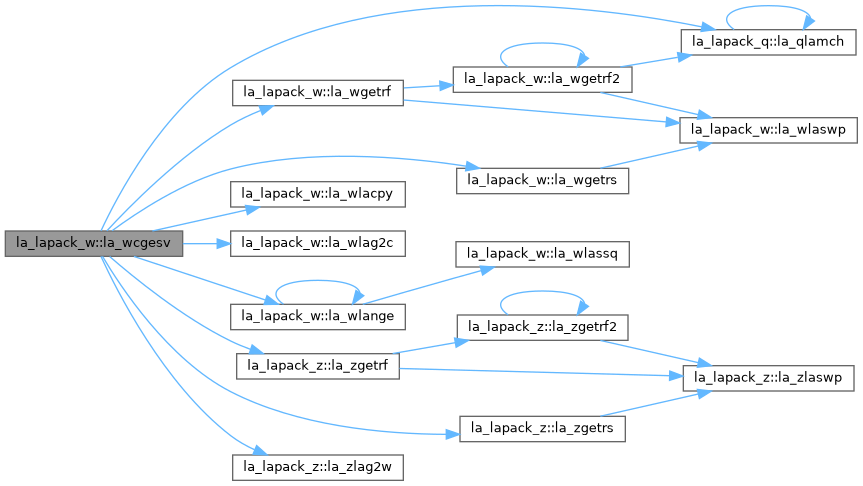 la_lapack_q::la_qlamch
la_lapack_w::la_wgetrf2
la_lapack_w::la_wgetrf
la_lapack_w::la_wlaswp
la_lapack_w::la_wgetrs
la_lapack_w::la_wlacpy
la_lapack_w::la_wcgesv
la_lapack_w::la_wlag2c
la_lapack_w::la_wlassq
la_lapack_w::la_wlange
la_lapack_z::la_zgetrf2
la_lapack_z::la_zgetrf
la_lapack_z::la_zlaswp
la_lapack_z::la_zgetrs
la_lapack_z::la_zlag2w